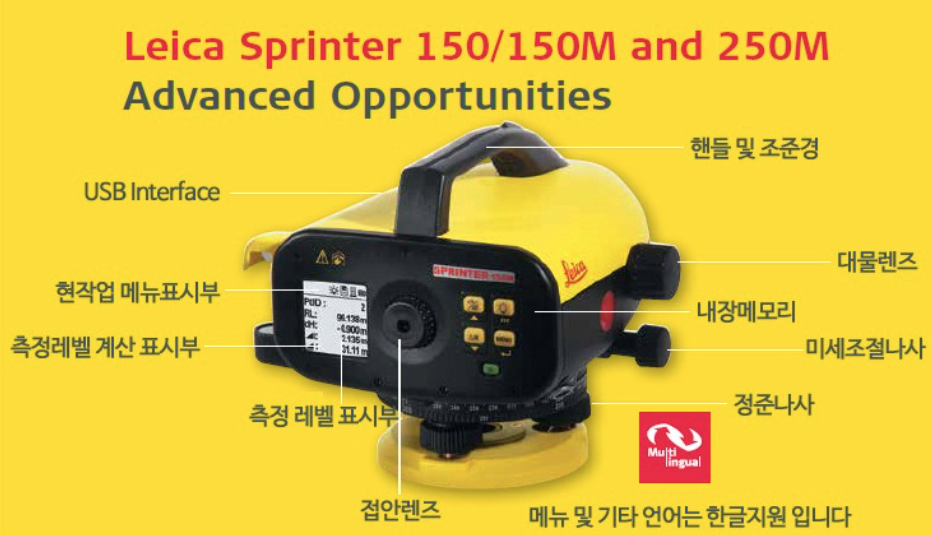 Leica Sprinter 150/150M and 250M
Advanced Opportunities
핸들 및 조준경
USB Interface
대물렌즈
Leica
SPRINTER 150M
현작업 메뉴표시부
PtID : 2
RL: 96.138m
dH: -0.900m
31.11 m
내장메모리
MENU
측정레벨 계산 표시부
미세조절나사
측정 레벨 표시부
정준나사
Multi
lingual
접안렌즈
메뉴 및 기타 언어는 한글지원 입니다